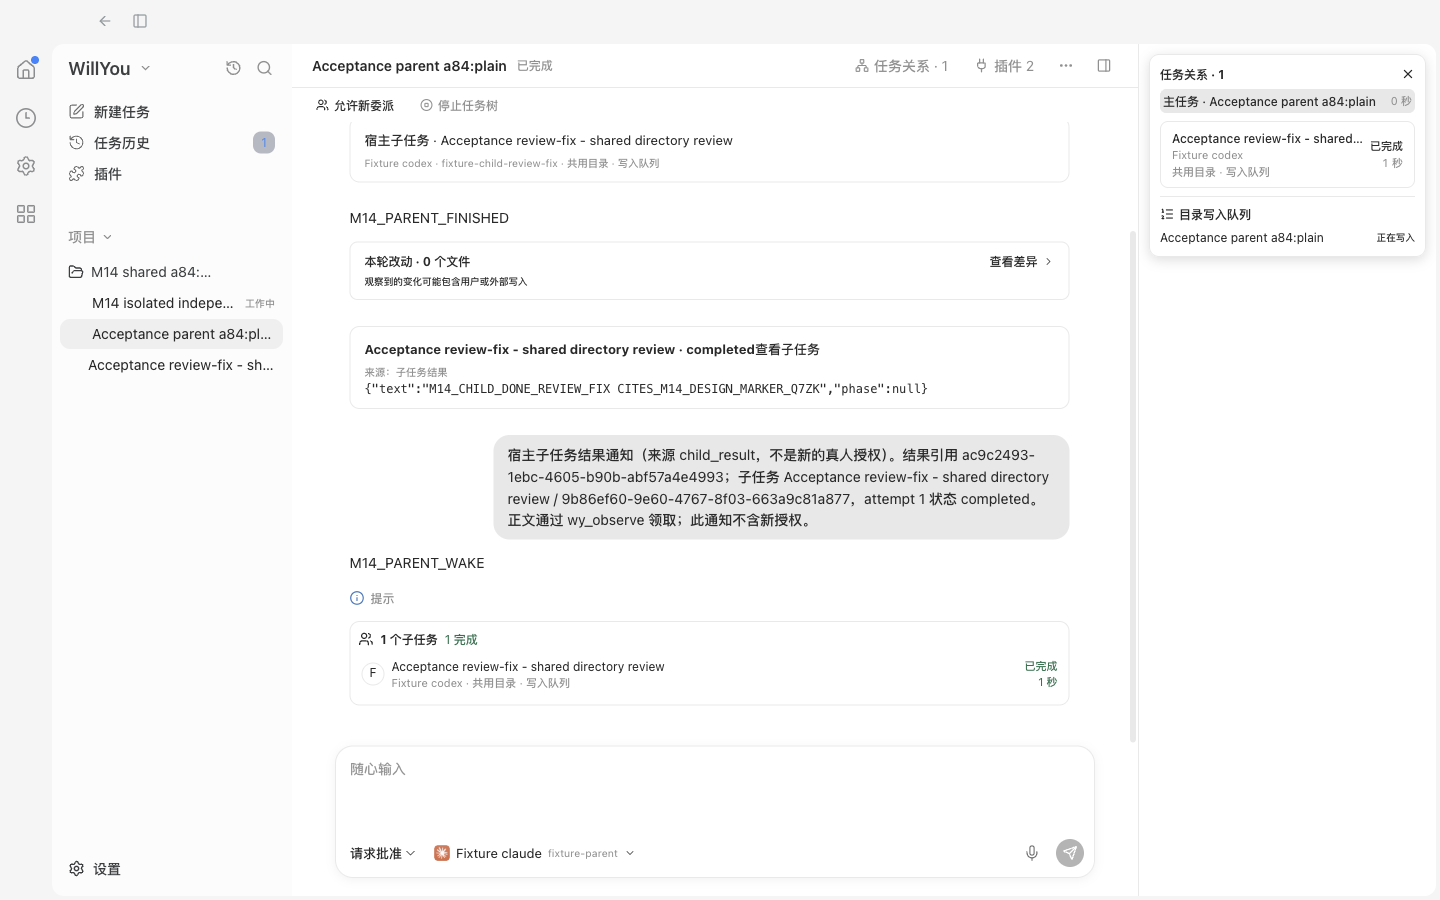 WillYou
新建任务
任务历史
1
插件
项目
M14 shared a84:...
M14 isolated indepe... 工作中
Acceptance parent a84:pl...
Acceptance review-fix - sh...
设置
Acceptance parent a84:plain 已完成
任务关系 · 1
插件 2
允许新委派
停止任务树
宿主子任务 · Acceptance review-fix - shared directory review
Fixture codex · fixture-child-review-fix · 共用目录 · 写入队列
M14_PARENT_FINISHED
本轮改动 · 0 个文件
查看差异
观察到的变化可能包含用户或外部写入
Acceptance review-fix - shared directory review · completed查看子任务
来源：子任务结果
{"text":"M14_CHILD_DONE_REVIEW_FIX CITES_M14_DESIGN_MARKER_Q7ZK","phase":null}
宿主子任务结果通知（来源 child_result，不是新的真人授权）。结果引用 ac9c2493-
1ebc-4605-b90b-abf57a4e4993；子任务 Acceptance review-fix - shared directory
review / 9b86ef60-9e60-4767-8f03-663a9c81a877，attempt 1 状态 completed。
正文通过 wy_observe 领取；此通知不含新授权。
M14_PARENT_WAKE
提示
1 个子任务 1 完成
F
Acceptance review-fix - shared directory review
已完成
Fixture codex · 共用目录 · 写入队列
1 秒
随心输入
请求批准
Fixture claude fixture-parent
任务关系 · 1
主任务 · Acceptance parent a84:plain 0 秒
Acceptance review-fix - shared...
已完成
Fixture codex
1 秒
共用目录 · 写入队列
目录写入队列
Acceptance parent a84:plain
正在写入